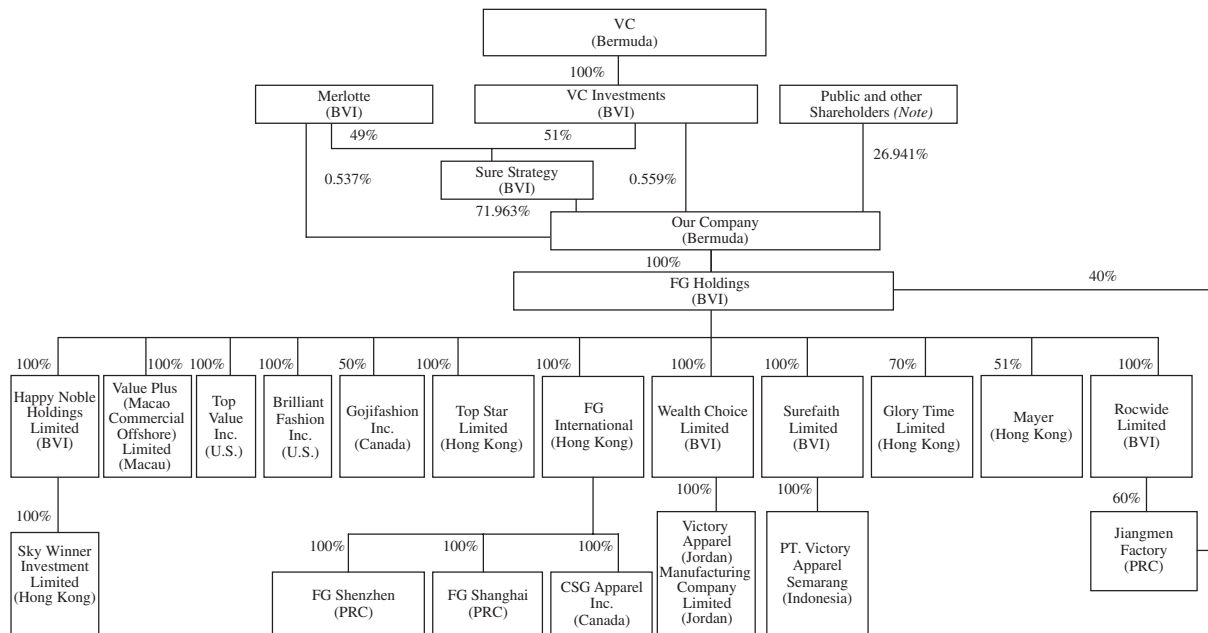 VC
(Bermuda)
100%
Merlotte
(BVI)
VC Investments
(BVI)
Public and other
Shareholders (Note)
49%
51%
26.941%
0.537%
Sure Strategy
(BVI)
0.559%
71.963%
Our Company
(Bermuda)
100%
FG Holdings
(BVI)
40%
100%
100%
100%
100%
50%
100%
100%
100%
100%
70%
51%
100%
Happy Noble
Holdings
Limited
(BVI)
Value Plus
(Macao
Commercial
Offshore)
Limited
(Macau)
Top
Value
Inc.
(U.S.)
Brilliant
Fashion
Inc.
(U.S.)
Gojifashion
Inc.
(Canada)
Top Star
Limited
(Hong Kong)
FG
International
(Hong Kong)
Wealth Choice
Limited
(BVI)
Surefaith
Limited
(BVI)
Glory Time
Limited
(Hong Kong)
Mayer
(Hong Kong)
Rocwide
Limited
(BVI)
100%
100%
100%
60%
Sky Winner
Investment
Limited
(Hong Kong)
100%
100%
100%
FG Shenzhen
(PRC)
FG Shanghai
(PRC)
CSG Apparel
Inc.
(Canada)
Victory
Apparel
(Jordan)
Manufacturing
Company
Limited
(Jordan)
PT. Victory
Apparel
Semarang
(Indonesia)
Jiangmen
Factory
(PRC)